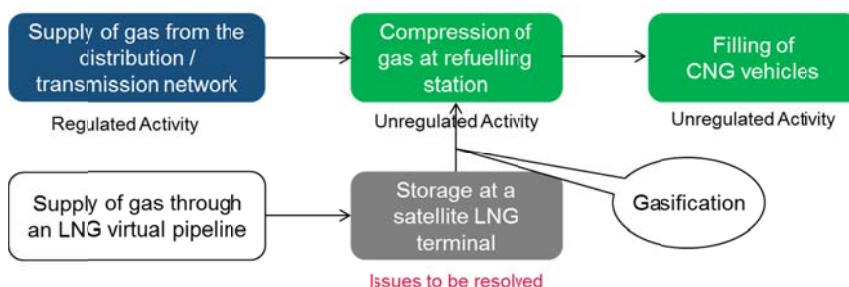 Supply of gas from the
distribution /
transmission network
Compression of
gas at refuelling
station
Filling of
CNG vehicles
Regulated Activity
Unregulated Activity
Unregulated Activity
Supply of gas through
an LNG virtual pipeline
Storage at a
satellite LNG
terminal
Gasification
Issues to be resolved